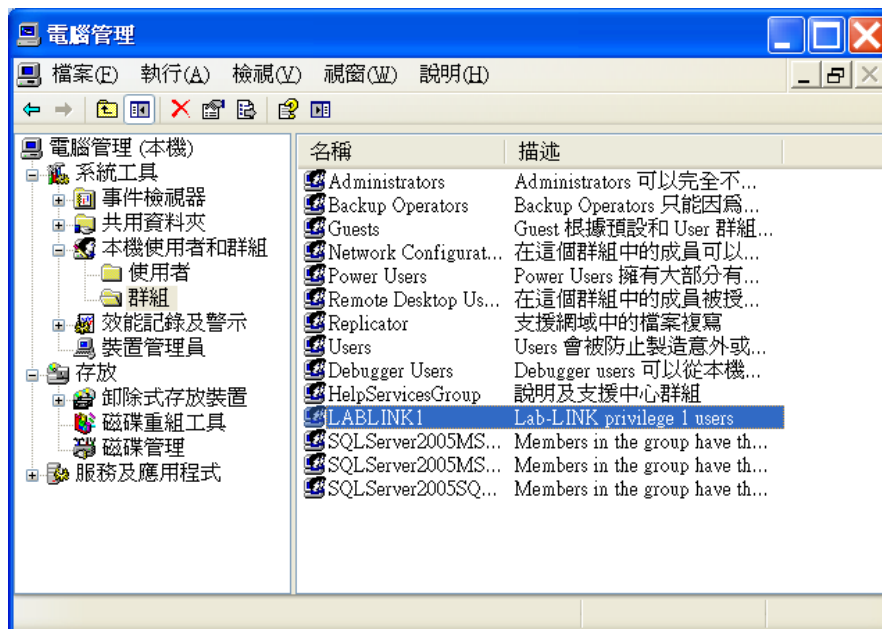 電腦管理
檔案(F) 執行(A) 檢視(V) 視窗(W) 說明(H)
電腦管理 (本機)
系統工具
事件檢視器
共用資料夾
本機使用者和群組
使用者
群組
效能記錄及警示
裝置管理員
存放
卸除式存放裝置
磁碟重組工具
磁碟管理
服務及應用程式
名稱 描述
Administrators Administrators 可以完全不...
Backup Operators Backup Operators 只能因為...
Guests Guest 根據預設和 User 群組...
Network Configurat... 在這個群組中的成員可以...
Power Users Power Users 擁有大部分有...
Remote Desktop Us... 在這個群組中的成員被授...
Replicator 支援網域中的檔案複寫
Users Users 會被防止製造意外或...
Debugger Users Debugger users 可以從本機...
HelpServicesGroup 說明及支援中心群組
LABLINK1 Lab-LINK privilege 1 users
SQLServer2005MS... Members in the group have th...
SQLServer2005MS... Members in the group have th...
SQLServer2005SQ... Members in the group have th...